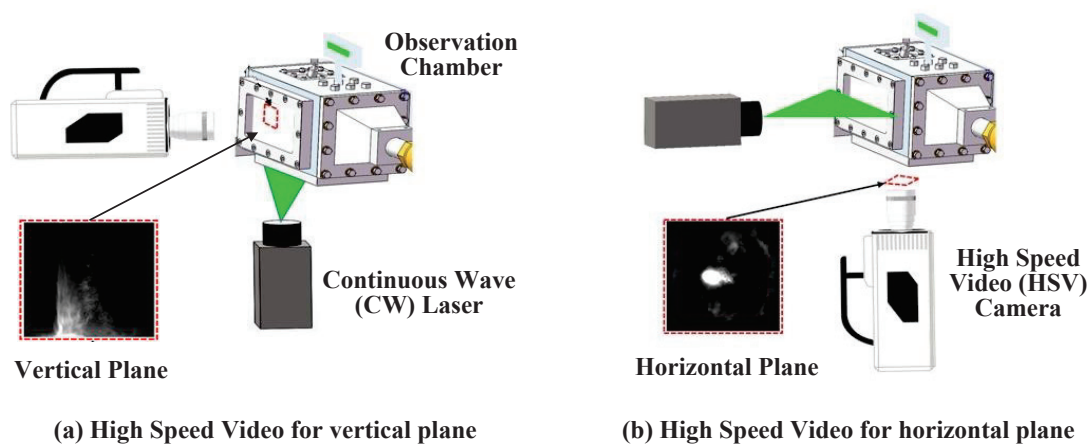 Observation
Chamber
Continuous Wave
(CW) Laser
Vertical Plane
(a) High Speed Video for vertical plane
High Speed
Video (HSV)
Camera
Horizontal Plane
(b) High Speed Video for horizontal plane